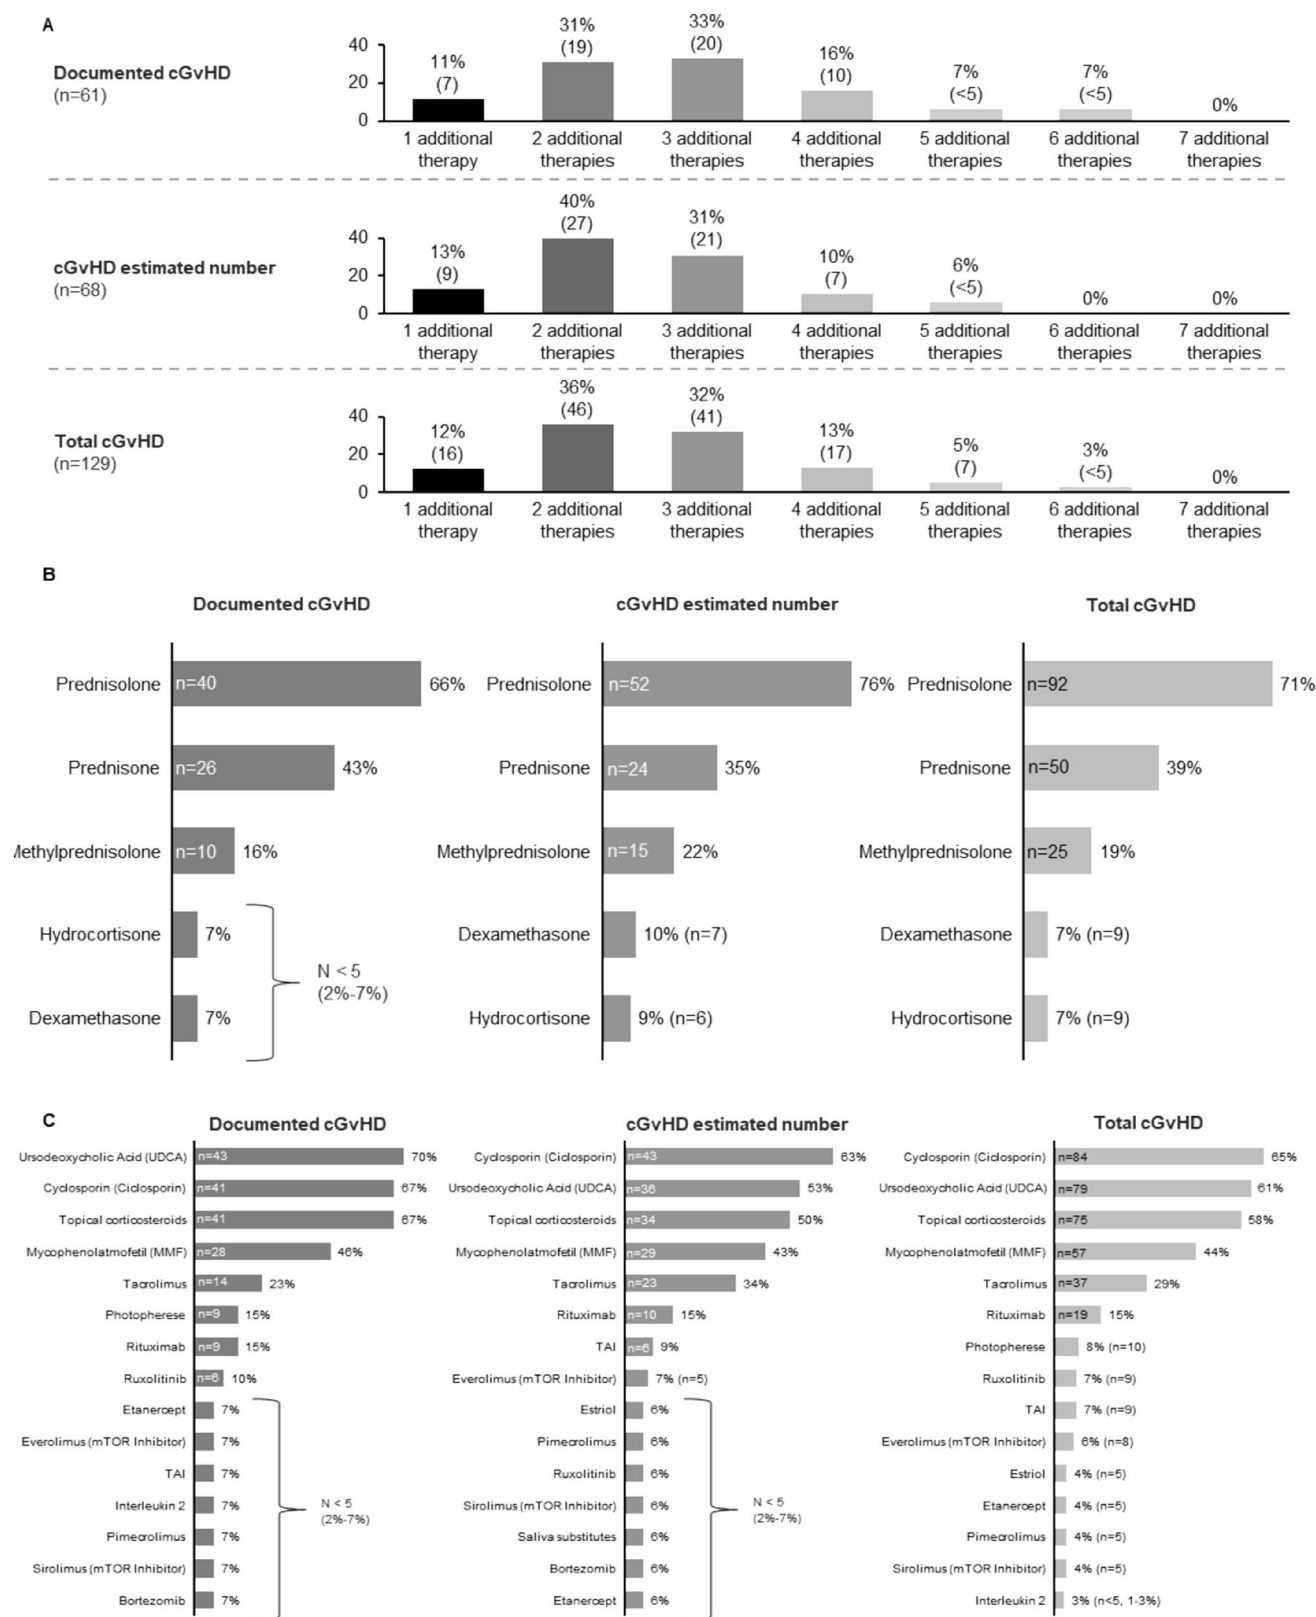 A
Documented cGvHD
(n=61)
40
20
0
11%
(7)
31%
(19)
33%
(20)
16%
(10)
7%
(<5)
7%
(<5)
0%
1 additional therapy
2 additional therapies
3 additional therapies
4 additional therapies
5 additional therapies
6 additional therapies
7 additional therapies
cGvHD estimated number
(n=68)
40
20
0
13%
(9)
40%
(27)
31%
(21)
10%
(7)
6%
(<5)
0%
0%
1 additional therapy
2 additional therapies
3 additional therapies
4 additional therapies
5 additional therapies
6 additional therapies
7 additional therapies
Total cGvHD
(n=129)
40
20
0
12%
(16)
36%
(46)
32%
(41)
13%
(17)
5%
(7)
3%
(<5)
0%
1 additional therapy
2 additional therapies
3 additional therapies
4 additional therapies
5 additional therapies
6 additional therapies
7 additional therapies
B
Documented cGvHD
Prednisolone n=40 66%
Prednisone n=26 43%
Methylprednisolone n=10 16%
Hydrocortisone 7%
Dexamethasone 7%
N < 5
(2%-7%)
cGvHD estimated number
Prednisolone n=52 76%
Prednisone n=24 35%
Methylprednisolone n=15 22%
Dexamethasone 10% (n=7)
Hydrocortisone 9% (n=6)
Total cGvHD
Prednisolone n=92 71%
Prednisone n=50 39%
Methylprednisolone n=25 19%
Dexamethasone 7% (n=9)
Hydrocortisone 7% (n=9)
C
Documented cGvHD
Ursodeoxycholic Acid (UDCA) n=43 70%
Cyclosporin (Ciclosporin) n=41 67%
Topical corticosteroids n=41 67%
Mycophenolatmofetil (MMF) n=28 46%
Tacrolimus n=14 23%
Photopherese n=9 15%
Rituximab n=9 15%
Ruxolitinib n=6 10%
Etanercept 7%
Everolimus (mTOR Inhibitor) 7%
TAI 7%
Interleukin 2 7%
Pimecrolimus 7%
Sirolimus (mTOR Inhibitor) 7%
Bortezomib 7%
N < 5
(2%-7%)
cGvHD estimated number
Cyclosporin (Ciclosporin) n=43 63%
Ursodeoxycholic Acid (UDCA) n=36 53%
Topical corticosteroids n=34 50%
Mycophenolatmofetil (MMF) n=29 43%
Tacrolimus n=23 34%
Rituximab n=10 15%
TAI n=6 9%
Everolimus (mTOR Inhibitor) 7% (n=5)
Estriol 6%
Pimecrolimus 6%
Ruxolitinib 6%
Sirolimus (mTOR Inhibitor) 6%
Saliva substitutes 6%
Bortezomib 6%
Etanercept 6%
N < 5
(2%-7%)
Total cGvHD
Cyclosporin (Ciclosporin) n=84 65%
Ursodeoxycholic Acid (UDCA) n=79 61%
Topical corticosteroids n=75 58%
Mycophenolatmofetil (MMF) n=57 44%
Tacrolimus n=37 29%
Rituximab n=19 15%
Photopherese 8% (n=10)
Ruxolitinib 7% (n=9)
TAI 7% (n=9)
Everolimus (mTOR Inhibitor) 6% (n=8)
Estriol 4% (n=5)
Etanercept 4% (n=5)
Pimecrolimus 4% (n=5)
Sirolimus (mTOR Inhibitor) 4% (n=5)
Interleukin 2 3% (n<5, 1-3%)